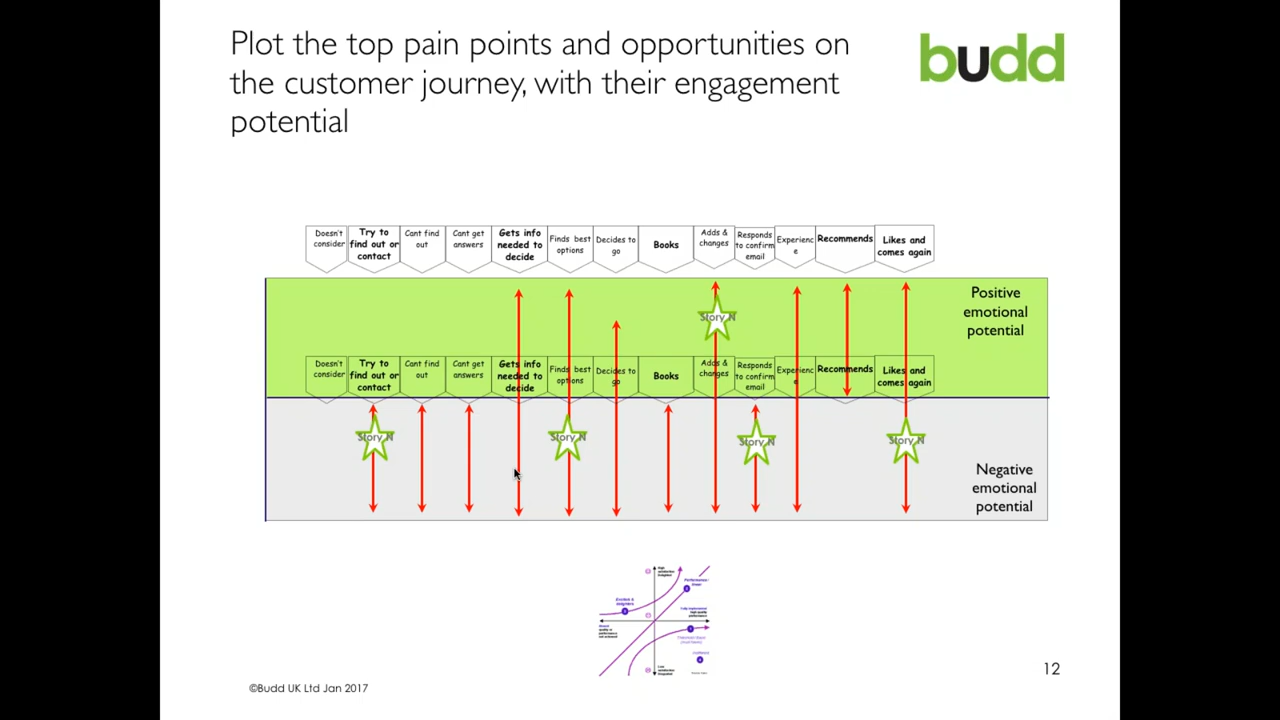 Plot the top pain points and opportunities on
the customer journey, with their engagement
potential
budd
Doesn't
consider
Try to
find out or
contact
Cant find
out
Cant get
answers
Gets info
needed to
decide
Finds best
options
Decides to
go
Books
Adds &
changes
Responds
to confirm
email
Experienc
e
Recommends
Likes and
comes again
Positive
emotional
potential
Story N
Doesn't
consider
Try to
find out or
contact
Cant find
out
Cant get
answers
Gets info
needed to
decide
Finds best
options
Decides to
go
Books
Adds &
changes
Responds
to confirm
email
Experienc
e
Recommends
Likes and
comes again
Story N
Story N
Story N
Story N
Negative
emotional
potential
12
©Budd UK Ltd Jan 2017